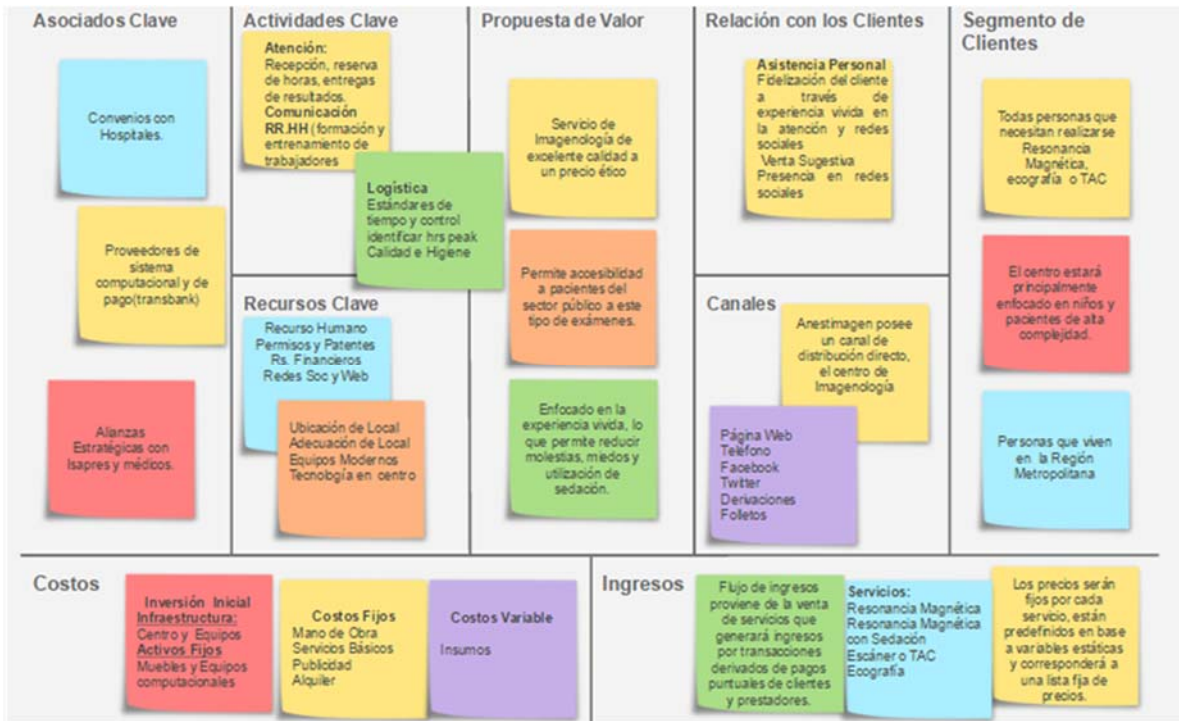 Asociados Clave
Convenios con
Hospitales.
Proveedores de
sistema
computacional y de
pago(transbank)
Alianzas
Estratégicas con
Isapres y médicos.
Actividades Clave
Atención:
Recepción, reserva
de horas, entregas
de resultados.
Comunicación
RR.HH (formación y
entrenamiento de
trabajadores
Logística
Estándares de
tiempo y control
identificar hrs peak
Calidad e Higiene
Recursos Clave
Recurso Humano
Permisos y Patentes
Rs. Financieros
Redes Soc y Web
Ubicación de Local
Adecuación de Local
Equipos Modernos
Tecnología en centro
Propuesta de Valor
Servicio de
Imagenología de
excelente calidad a
un precio ético
Permite accesibilidad
a pacientes del
sector público a este
tipo de exámenes.
Enfocado en la
experiencia vivida, lo
que permite reducir
molestias, miedos y
utilización de
sedación.
Relación con los Clientes
Asistencia Personal
Fidelización del cliente
a través de
experiencia vivida en
la atención y redes
sociales
Venta Sugestiva
Presencia en redes
sociales
Canales
Anestimagen posee
un canal de
distribución directo,
el centro de
Imagenología
Página Web
Teléfono
Facebook
Twitter
Derivaciones
Folletos
Segmento de
Clientes
Todas personas que
necesitan realizarse
Resonancia
Magnética,
ecografía o TAC
El centro estará
principalmente
enfocado en niños y
pacientes de alta
complejidad.
Personas que viven
en la Región
Metropolitana
Costos
Inversión Inicial
Infraestructura:
Centro y Equipos
Activos Fijos
Muebles y Equipos
computacionales
Costos Fijos
Mano de Obra
Servicios Básicos
Publicidad
Alquiler
Costos Variable
Insumos
Ingresos
Flujo de ingresos
proviene de la venta
de servicios que
generará ingresos
por transacciones
derivados de pagos
puntuales de clientes
y prestadores.
Servicios:
Resonancia Magnética
Resonancia Magnética
con Sedación
Escáner o TAC
Ecografía
Los precios serán
fijos por cada
servicio, están
predefinidos en base
a variables estáticas
y corresponderá a
una lista fija de
precios.